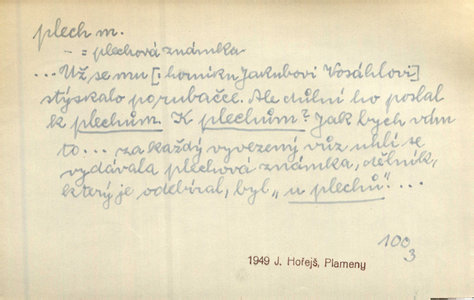 plech m.
– = plechová známka
... Už se mu [: horníku Jakubovi Vosáhlovi]
stýskalo po rubačce. Ale důlní ho poslal
k plechům. K plechům? Jak bych vám
to ... za každý vyvezený vůz uhlí se
vydávala plechová známka, dělník,
který je odebíral, byl „u plechů“. ...
100
3
1949 J. Hořejš, Plameny